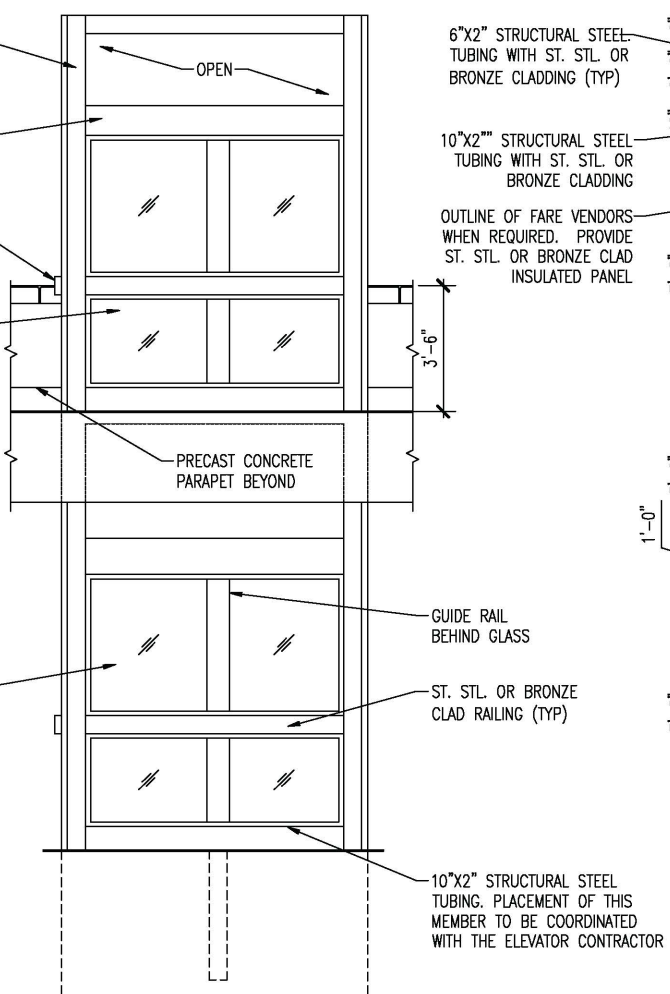 6"X2" STRUCTURAL STEEL
TUBING WITH ST. STL. OR
BRONZE CLADDING (TYP)
OPEN
10"X2"" STRUCTURAL STEEL
TUBING WITH ST. STL. OR
BRONZE CLADDING
OUTLINE OF FARE VENDORS
WHEN REQUIRED. PROVIDE
ST. STL. OR BRONZE CLAD
INSULATED PANEL
3'-6"
PRECAST CONCRETE
PARAPET BEYOND
1'-0"
GUIDE RAIL
BEHIND GLASS
ST. STL. OR BRONZE
CLAD RAILING (TYP)
10"X2" STRUCTURAL STEEL
TUBING. PLACEMENT OF THIS
MEMBER TO BE COORDINATED
WITH THE ELEVATOR CONTRACTOR